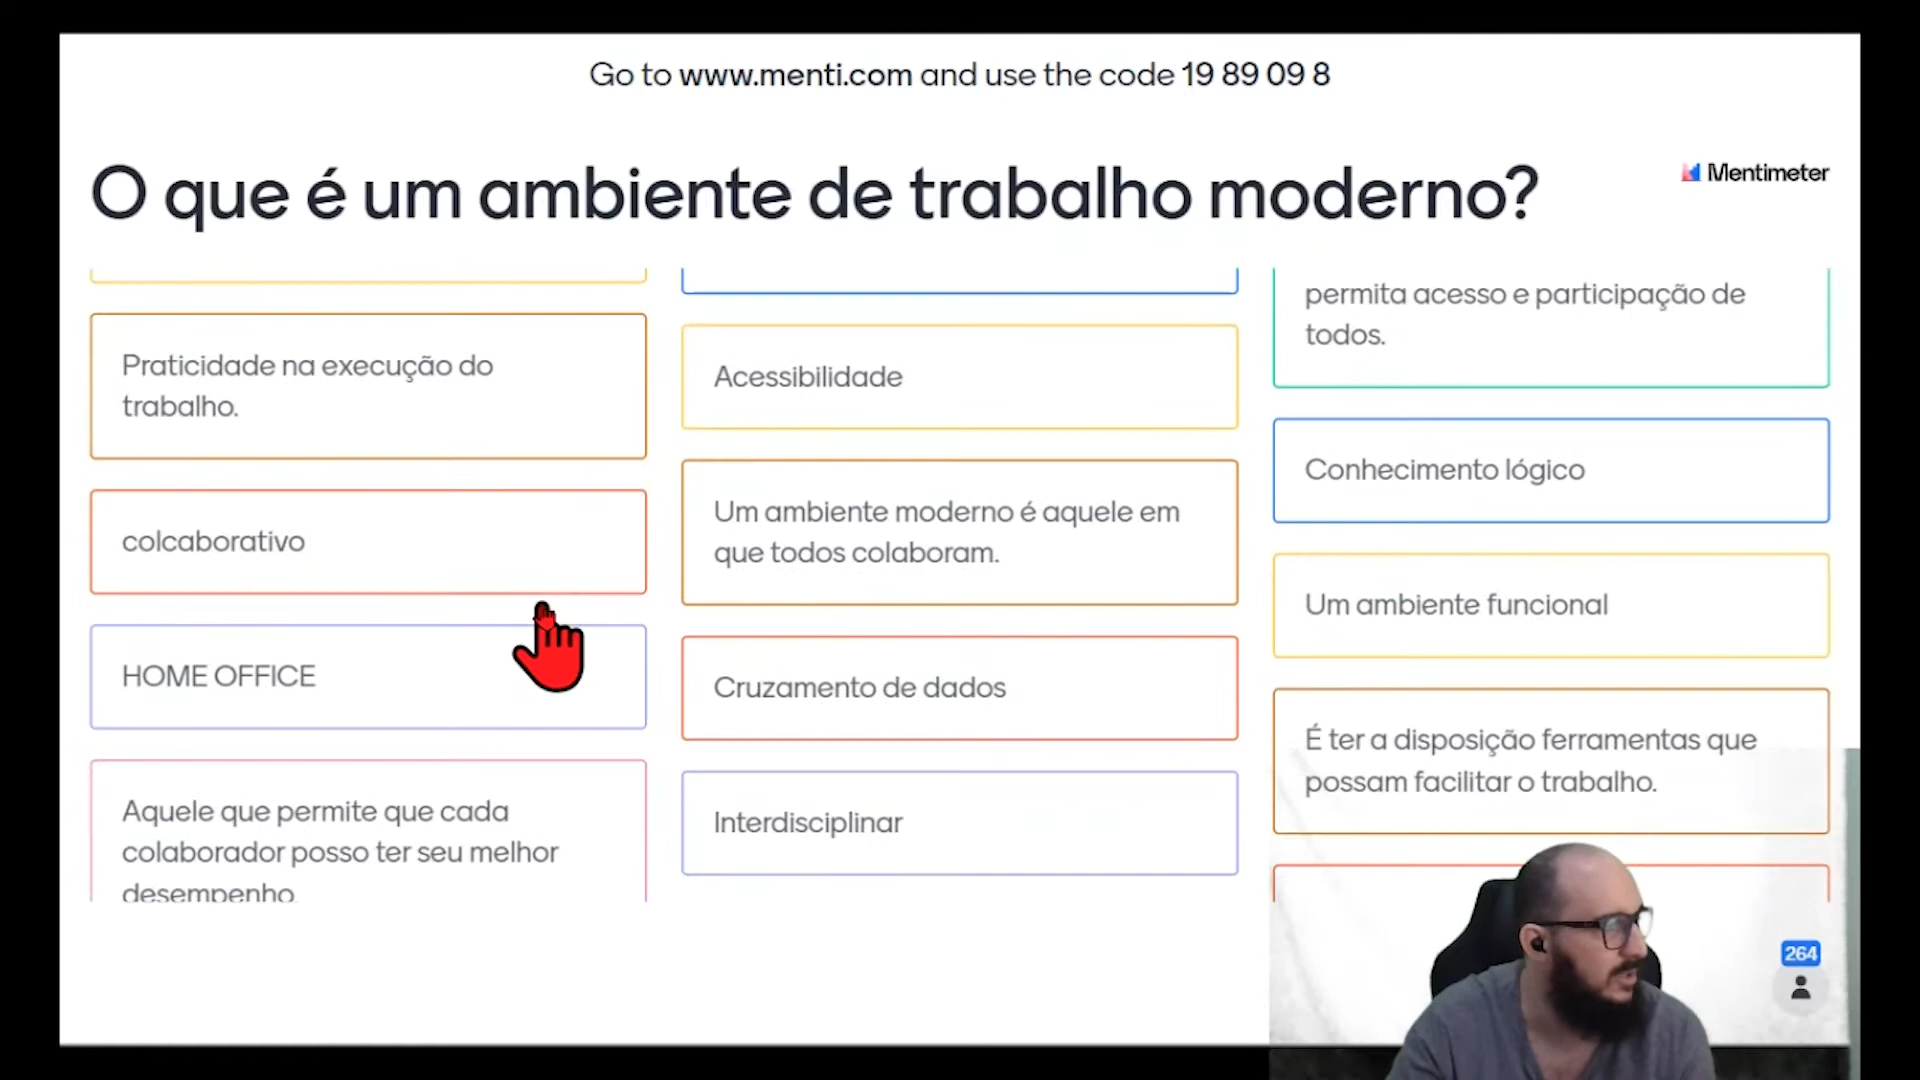 Go to www.menti.com and use the code 19 89 09 8
O que é um ambiente de trabalho moderno?
Mentimeter
Praticidade na execução do
trabalho.
colcaborativo
HOME OFFICE
Aquele que permite que cada
colaborador posso ter seu melhor
desempenho.
Acessibilidade
Um ambiente moderno é aquele em
que todos colaboram.
Cruzamento de dados
Interdisciplinar
permita acesso e participação de
todos.
Conhecimento lógico
Um ambiente funcional
É ter a disposição ferramentas que
possam facilitar o trabalho.
264